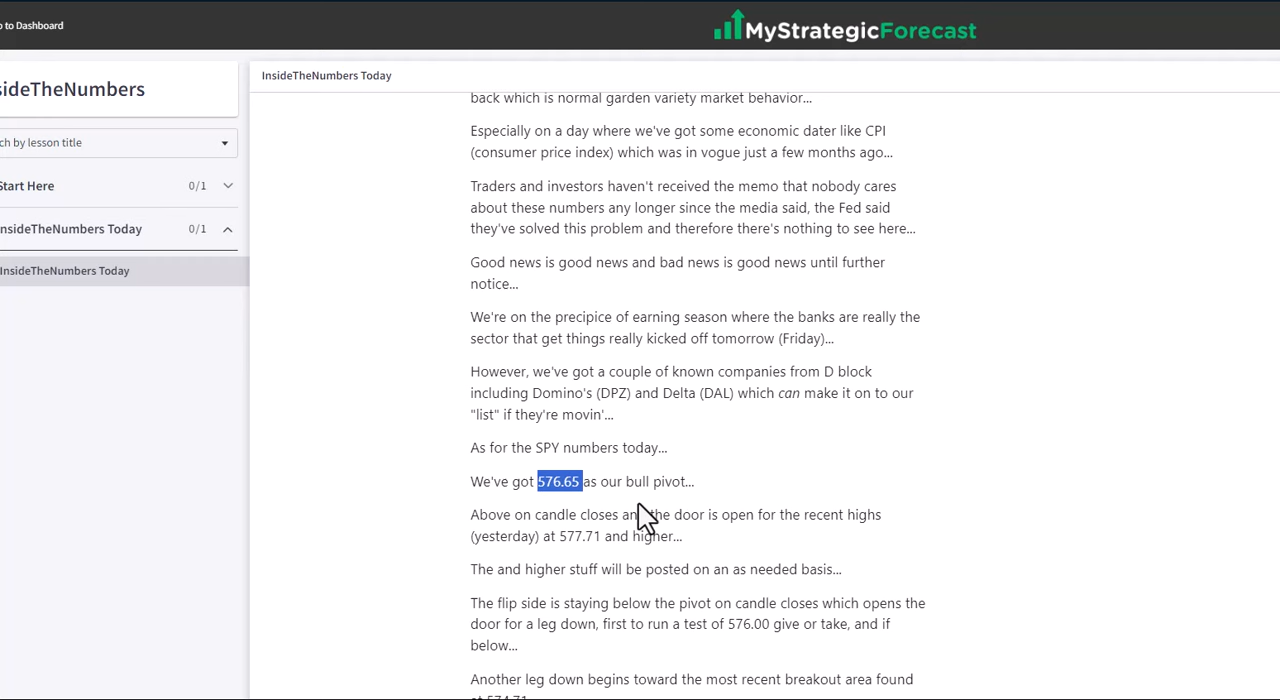 to Dashboard
MyStrategicForecast
sideTheNumbers
InsideTheNumbers Today
ch by lesson title
Start Here 0/1
nsideTheNumbers Today 0/1
InsideTheNumbers Today
back which is normal garden variety market behavior...
Especially on a day where we've got some economic dater like CPI
(consumer price index) which was in vogue just a few months ago...
Traders and investors haven't received the memo that nobody cares
about these numbers any longer since the media said, the Fed said
they've solved this problem and therefore there's nothing to see here...
Good news is good news and bad news is good news until further
notice...
We're on the precipice of earning season where the banks are really the
sector that get things really kicked off tomorrow (Friday)...
However, we've got a couple of known companies from D block
including Domino's (DPZ) and Delta (DAL) which can make it on to our
"list" if they're movin'...
As for the SPY numbers today...
We've got 576.65 as our bull pivot...
Above on candle closes and the door is open for the recent highs
(yesterday) at 577.71 and higher...
The and higher stuff will be posted on an as needed basis...
The flip side is staying below the pivot on candle closes which opens the
door for a leg down, first to run a test of 576.00 give or take, and if
below...
Another leg down begins toward the most recent breakout area found
at 574.71